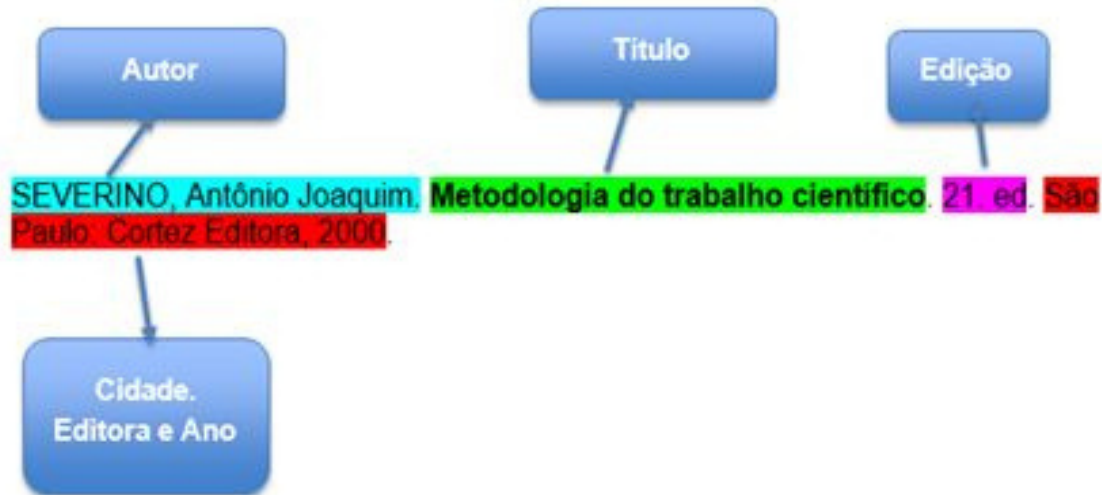 Autor
Título
Edição
SEVERINO, Antônio Joaquim. Metodologia do trabalho científico. 21. ed. São
Paulo: Cortez Editora, 2000.
Cidade.
Editora e Ano